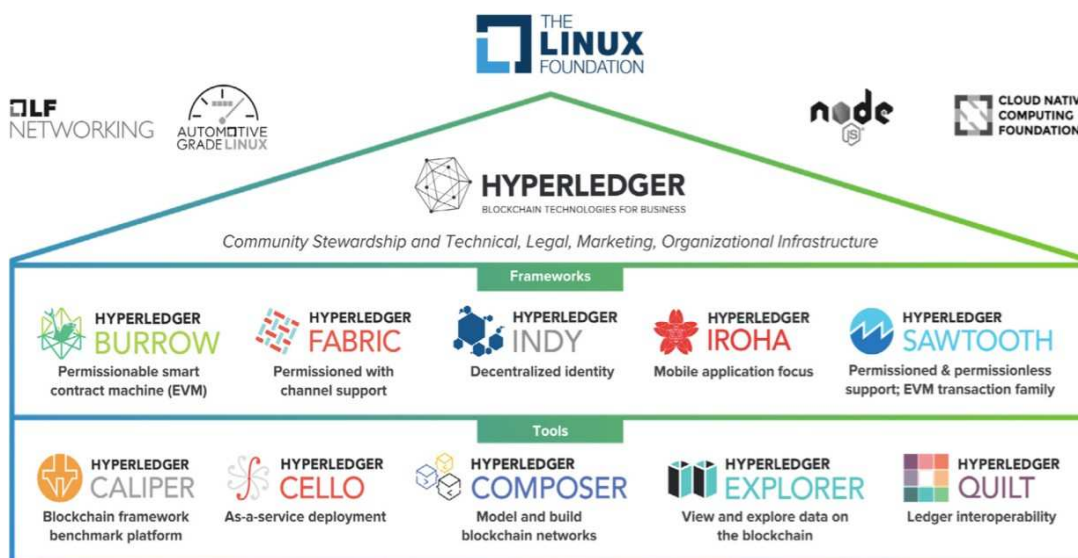 THE
LINUX
FOUNDATION
LF
NETWORKING
AUTOMOTIVE
GRADELINUX
node
JS
CLOUD NATIV
COMPUTING
FOUNDATION
HYPERLEDGER
BLOCKCHAIN TECHNOLOGIES FOR BUSINESS
Community Stewardship and Technical, Legal, Marketing, Organizational Infrastructure
Frameworks
HYPERLEDGER
BURROW
Permissionable smart
contract machine (EVM)
HYPERLEDGER
FABRIC
Permissioned with
channel support
HYPERLEDGER
INDY
Decentralized identity
HYPERLEDGER
IROHA
Mobile application focus
HYPERLEDGER
SAWTOOTH
Permissioned & permissionless
support; EVM transaction family
Tools
HYPERLEDGER
CALIPER
Blockchain framework
benchmark platform
HYPERLEDGER
CELLO
As-a-service deployment
HYPERLEDGER
COMPOSER
Model and build
blockchain networks
HYPERLEDGER
EXPLORER
View and explore data on
the blockchain
HYPERLEDGER
QUILT
Ledger interoperability